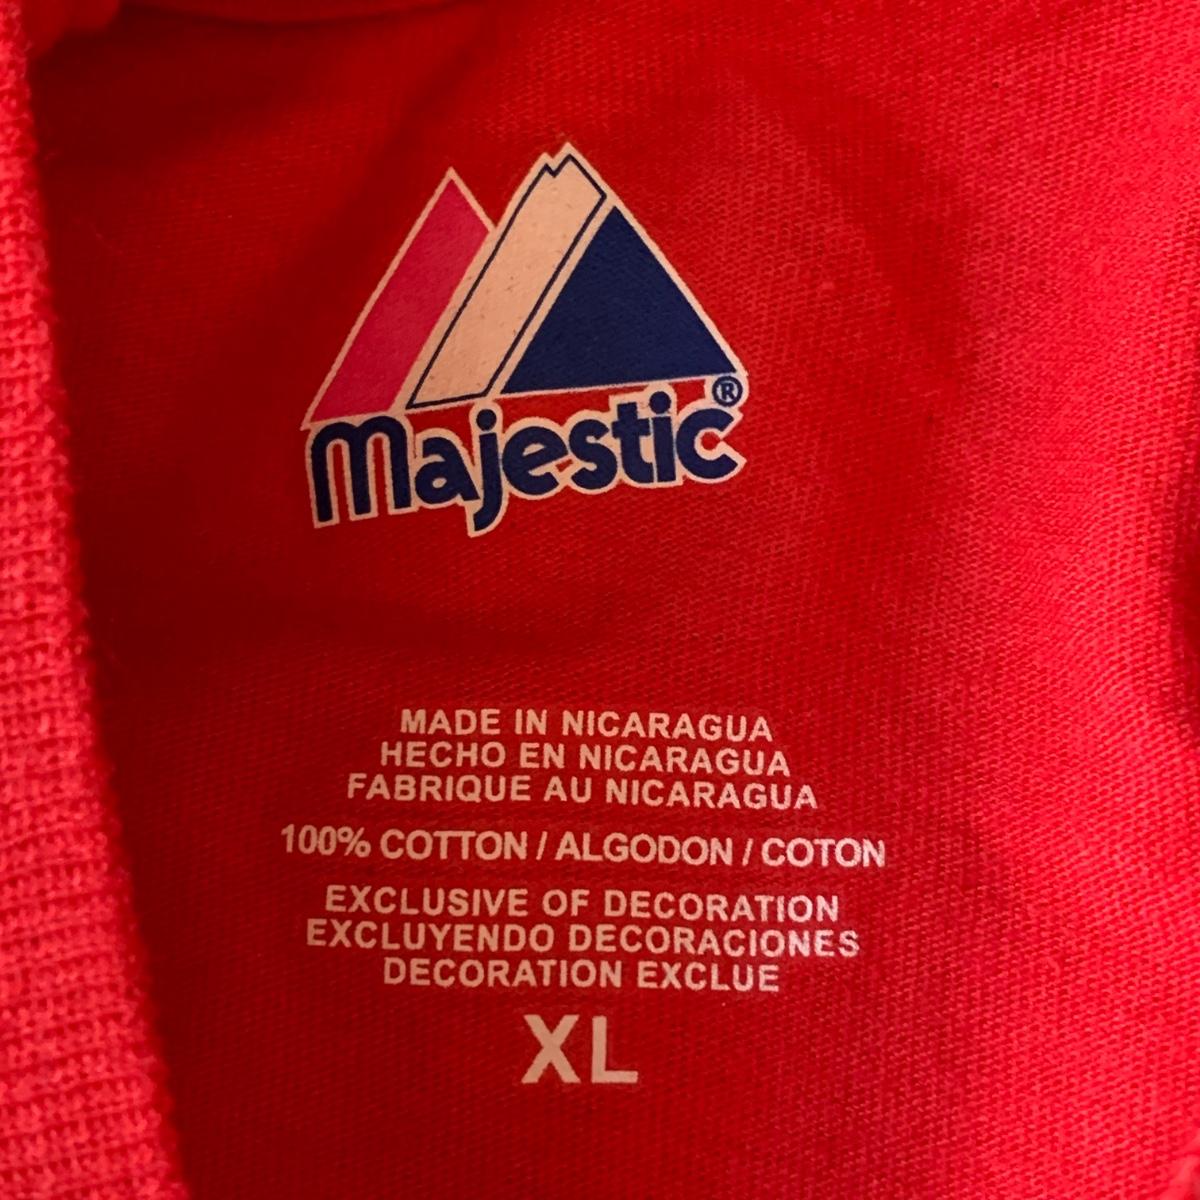 Majestic®
MADE IN NICARAGUA
HECHO EN NICARAGUA
FABRIQUE AU NICARAGUA
100% COTTON / ALGODON / COTON
EXCLUSIVE OF DECORATION
EXCLUYENDO DECORACIONES
DECORATION EXCLUE
XL